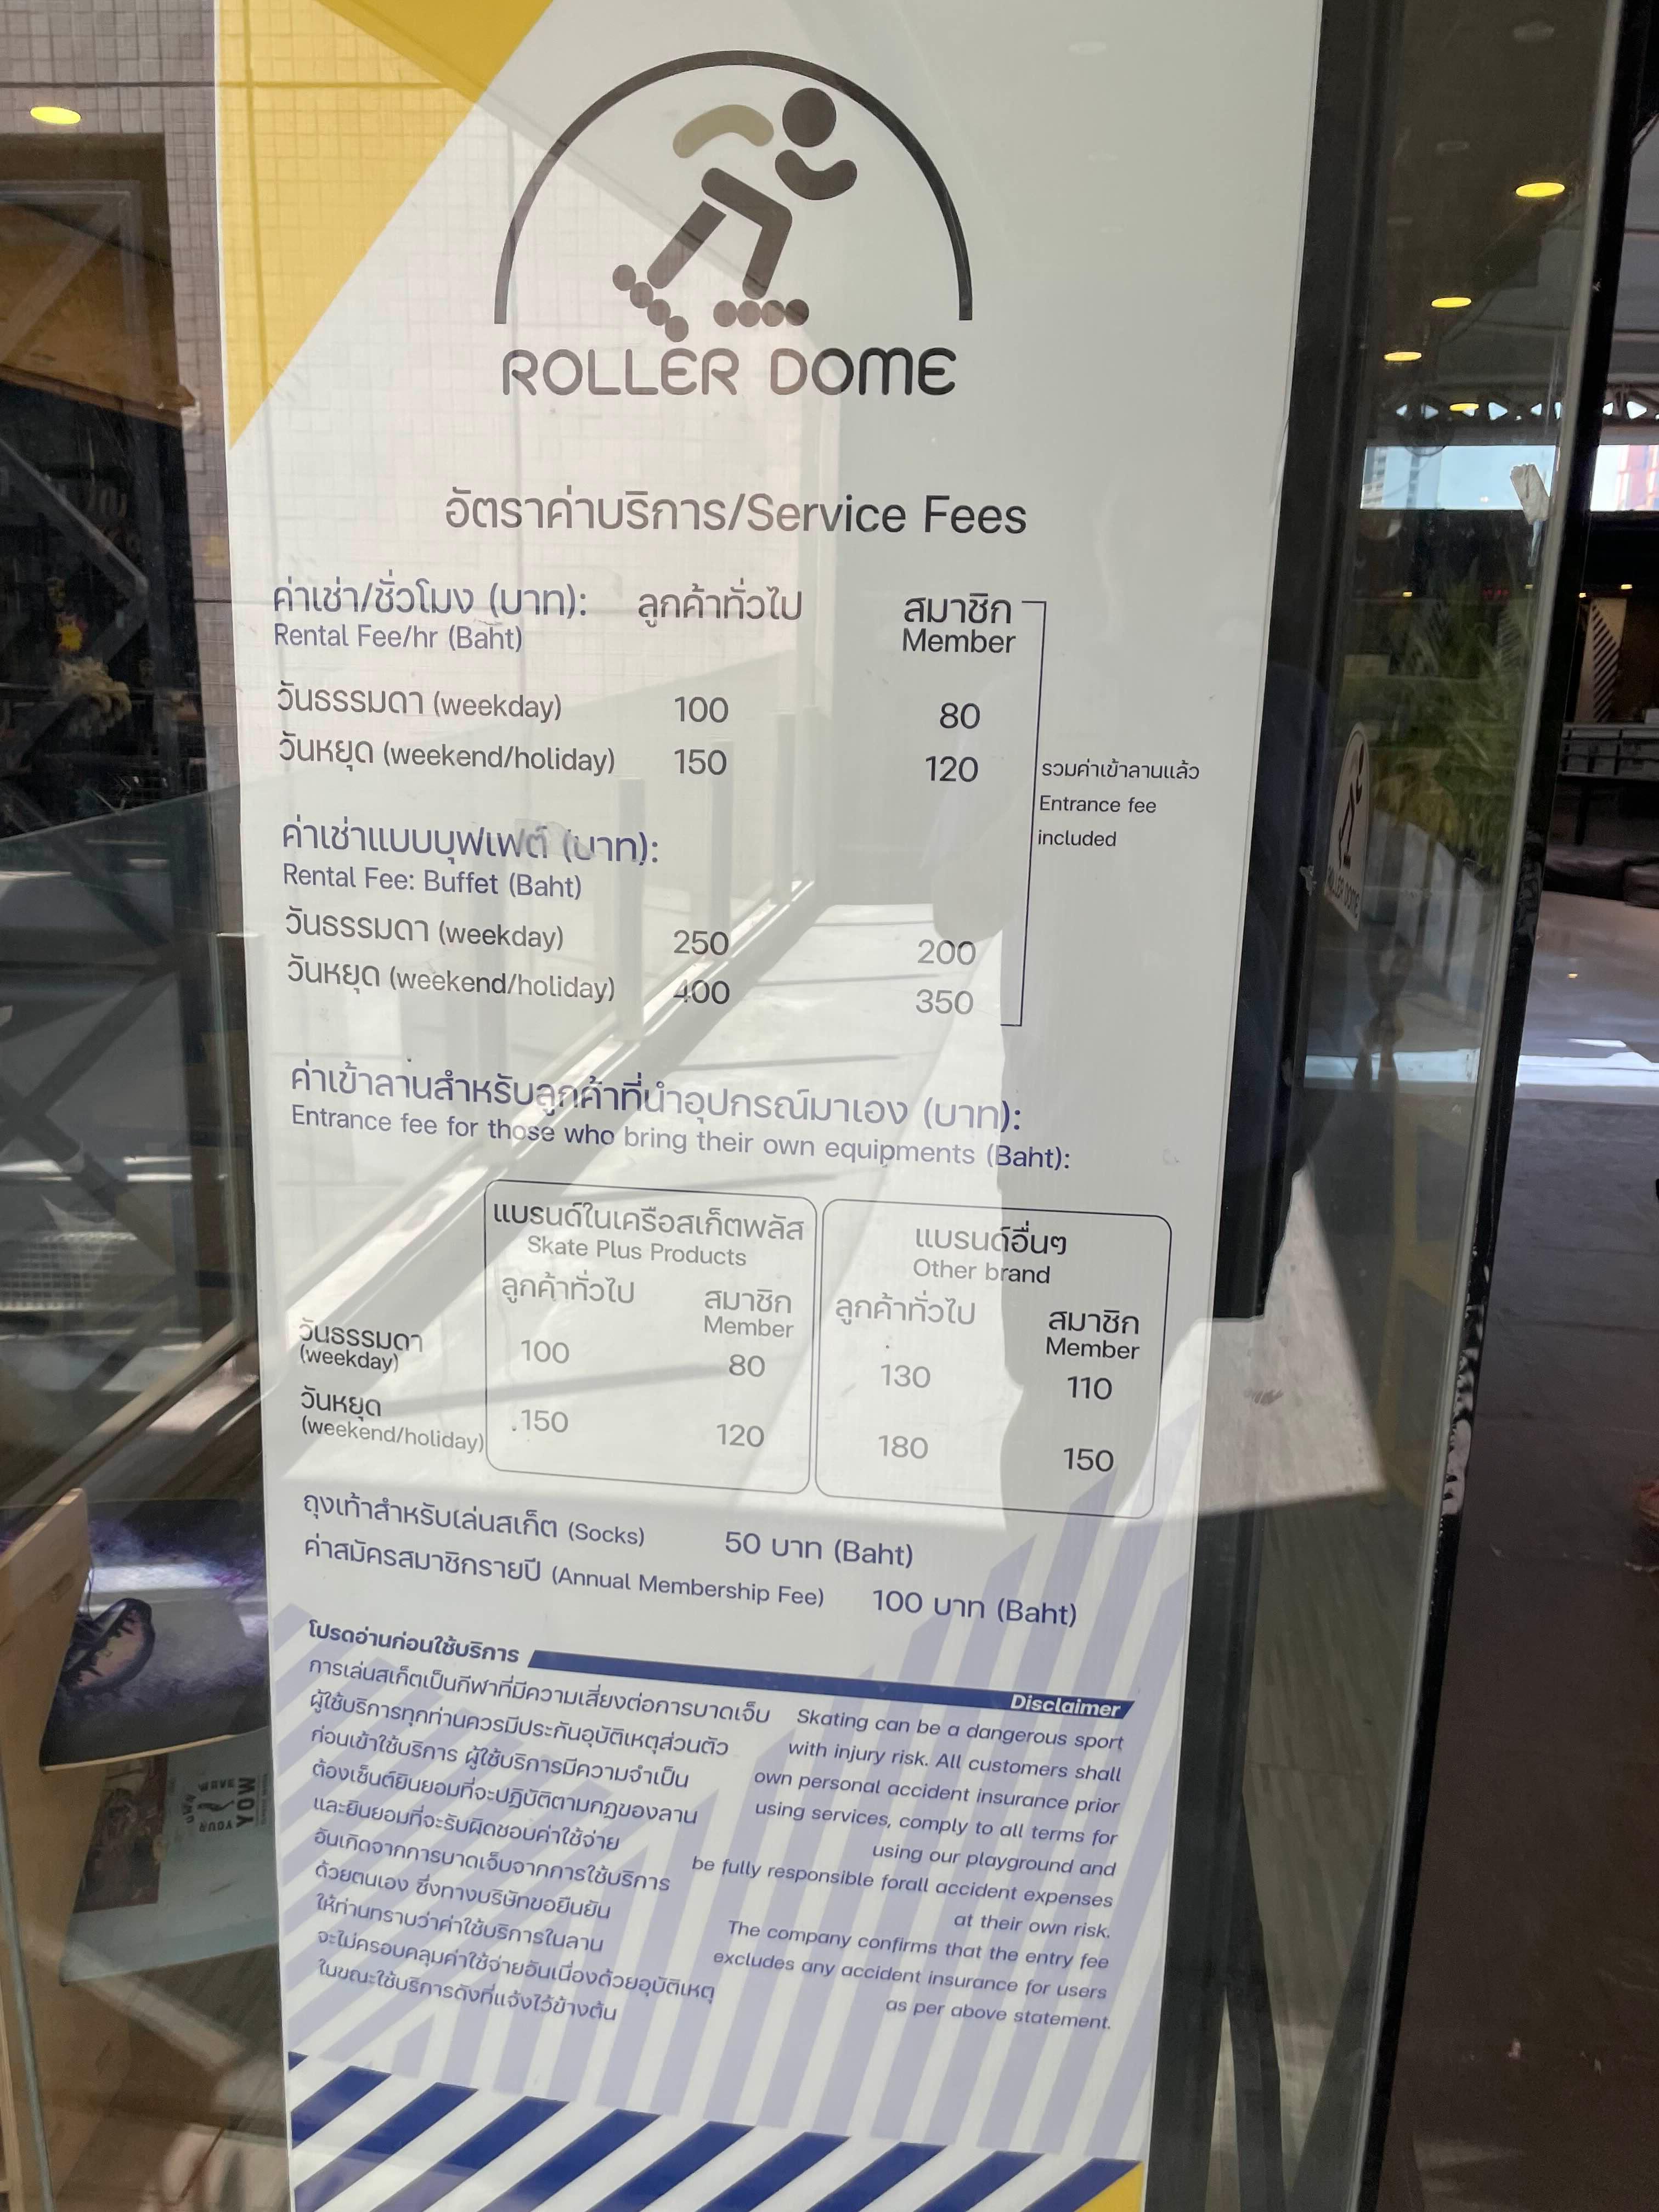 ROLLER DOME
อัตราค่าบริการ/Service Fees
ค่าเช่า/ชั่วโมง (บาท): ลูกค้าทั่วไป สมาชิก
Rental Fee/hr (Baht) Member
วันธรรมดา (weekday) 100 80
วันหยุด (weekend/holiday) 150 120
รวมค่าเข้าลานแล้ว
Entrance fee
included
ค่าเช่าแบบบุฟเฟต์ (บาท):
Rental Fee: Buffet (Baht)
วันธรรมดา (weekday) 250 200
วันหยุด (weekend/holiday) 400 350
ค่าเข้าลานสำหรับลูกค้าที่นำอุปกรณ์มาเอง (บาท):
Entrance fee for those who bring their own equipments (Baht):
แบรนด์ในเครือสเก็ตพลัส แบรนด์อื่นๆ
Skate Plus Products Other brand
ลูกค้าทั่วไป สมาชิก ลูกค้าทั่วไป สมาชิก
Member Member
วันธรรมดา
(weekday) 100 80 130 110
วันหยุด
(weekend/holiday) 150 120 180 150
ถุงเท้าสำหรับเล่นสเก็ต (Socks) 50 บาท (Baht)
ค่าสมัครสมาชิกรายปี (Annual Membership Fee) 100 บาท (Baht)
โปรดอ่านก่อนใช้บริการ
การเล่นสเก็ตเป็นกีฬาที่มีความเสี่ยงต่อการบาดเจ็บ
ผู้ใช้บริการทุกท่านควรมีประกันอุบัติเหตุส่วนตัว
ก่อนเข้าใช้บริการ ผู้ใช้บริการมีความจำเป็น
ต้องเซ็นต์ยินยอมที่จะปฏิบัติตามกฎของลาน
และยินยอมที่จะรับผิดชอบค่าใช้จ่าย
อันเกิดจากการบาดเจ็บจากการใช้บริการ
ด้วยตนเอง ซึ่งทางบริษัทขอยืนยัน
ให้ท่านทราบว่าค่าใช้บริการในลาน
จะไม่ครอบคลุมค่าใช้จ่ายอันเนื่องด้วยอุบัติเหตุ
ในขณะใช้บริการดังที่แจ้งไว้ข้างต้น
Disclaimer
Skating can be a dangerous sport
with injury risk. All customers shall
own personal accident insurance prior
using services, comply to all terms for
using our playground and
be fully responsible forall accident expenses
at their own risk.
The company confirms that the entry fee
excludes any accident insurance for users
as per above statement.
ROLLER DOME
YOW